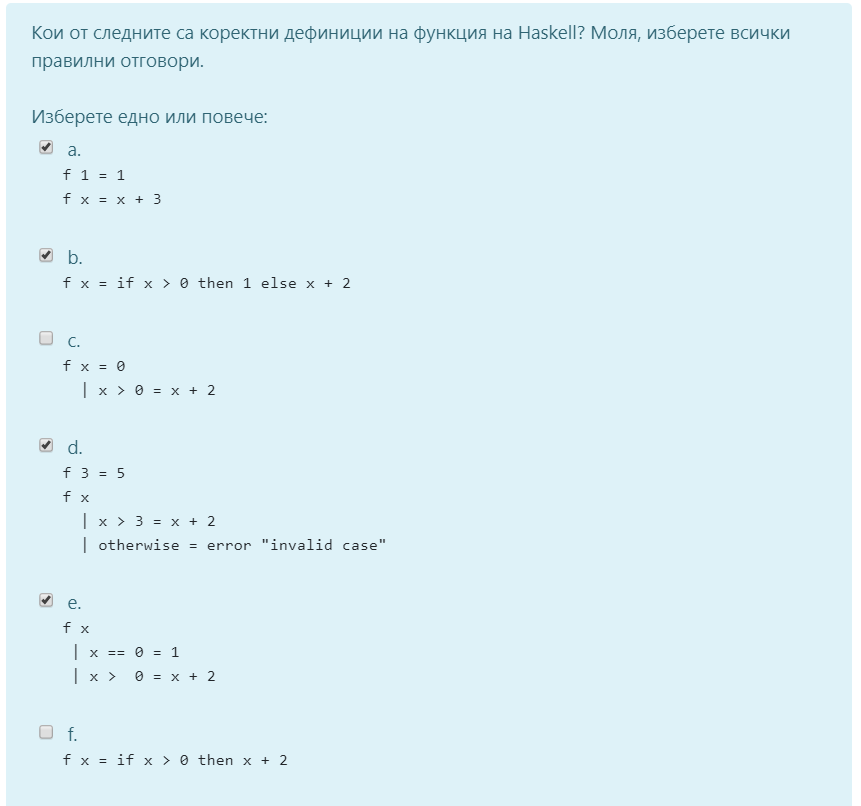 Кои от следните са коректни дефиниции на функция на Haskell? Моля, изберете всички
правилни отговори.
Изберете едно или повече:
a.
f 1 = 1
f x = x + 3
b.
f x = if x > 0 then 1 else x + 2
c.
f x = 0
  | x > 0 = x + 2
d.
f 3 = 5
f x
  | x > 3 = x + 2
  | otherwise = error "invalid case"
e.
f x
 | x == 0 = 1
 | x >  0 = x + 2
f.
f x = if x > 0 then x + 2